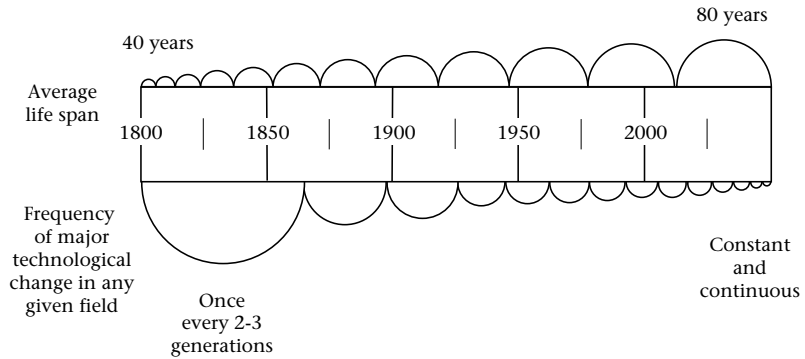 80 years
40 years
Average
life span
1800
1850
1900
1950
2000
Frequency
of major
technological
change in any
given field
Once
every 2-3
generations
Constant
and
continuous